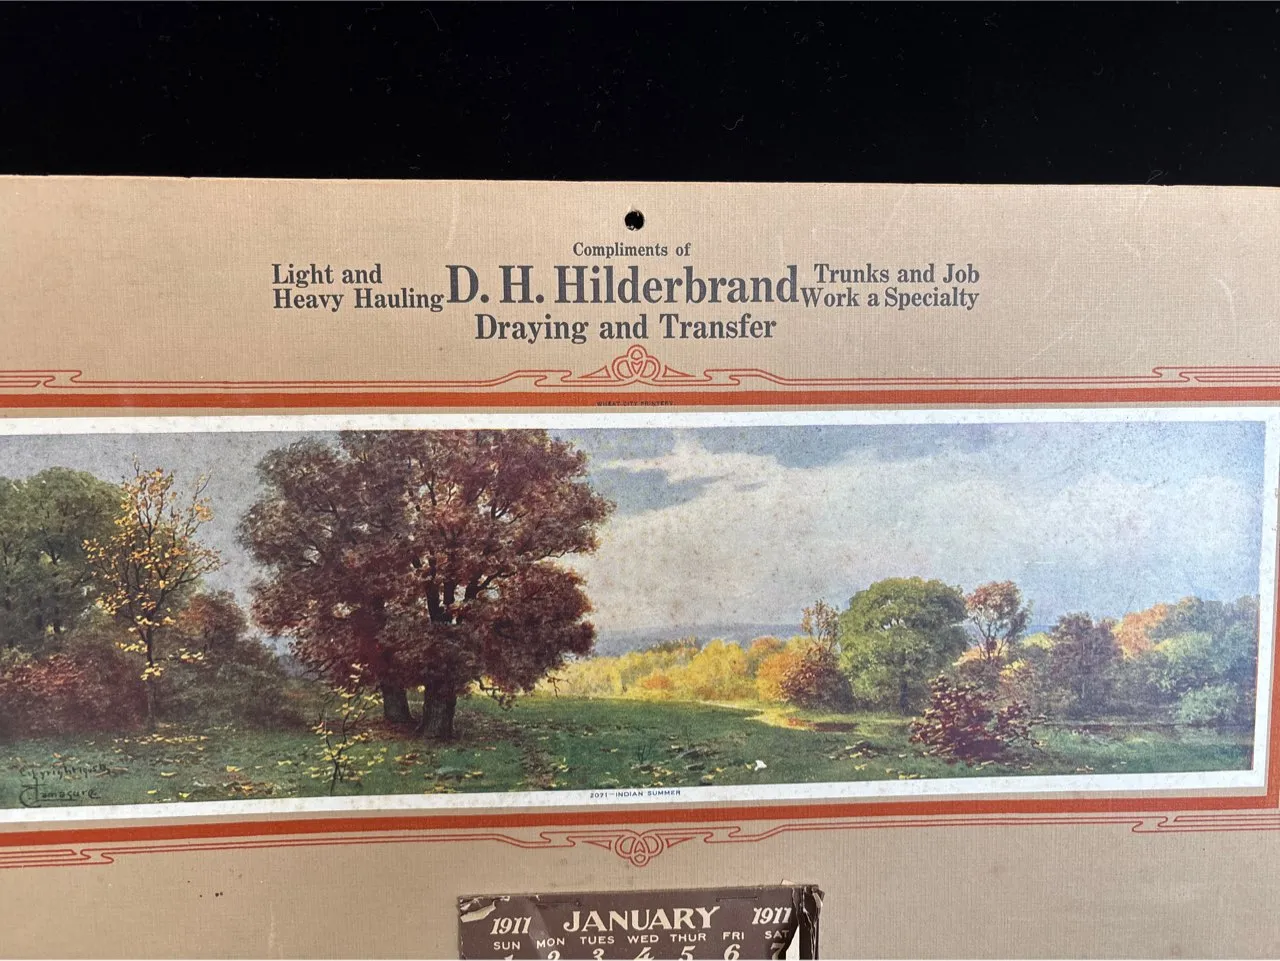 Compliments of
Light and
Heavy Hauling
D. H. Hilderbrand
Trunks and Job
Work a Specialty
Draying and Transfer
WHEAT CITY PRINTERY
2071—INDIAN SUMMER
1911 JANUARY 1911
SUN MON TUES WED THUR FRI SAT
1 2 3 4 5 6 7